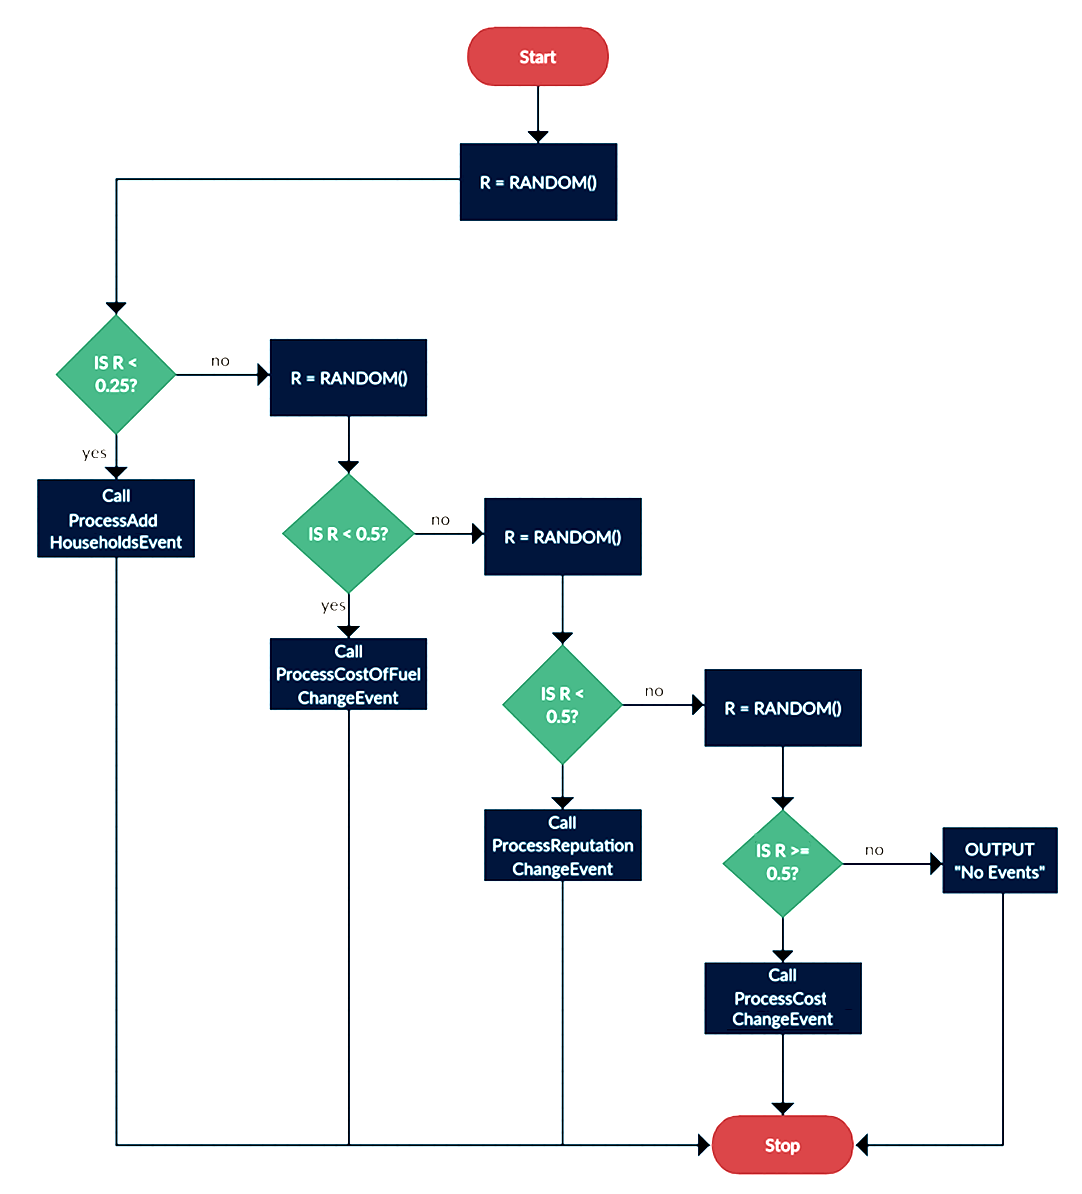 Start
R = RANDOM()
IS R <
0.25?
no
R = RANDOM()
yes
Call
ProcessAdd
HouseholdsEvent
IS R < 0.5?
no
R = RANDOM()
yes
Call
ProcessCostOfFuel
ChangeEvent
IS R <
0.5?
no
R = RANDOM()
Call
ProcessReputation
ChangeEvent
IS R >=
0.5?
no
OUTPUT
"No Events"
Call
ProcessCost
ChangeEvent
Stop